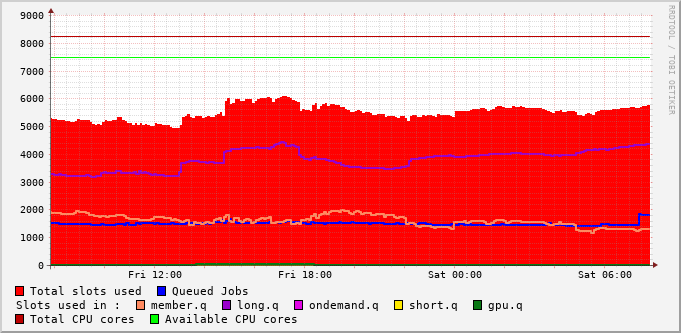 9000
8000
7000
6000
5000
4000
3000
2000
1000
0
Fri 12:00 Fri 18:00 Sat 00:00 Sat 06:00
Total slots used Queued Jobs
Slots used in : member.q long.q ondemand.q short.q gpu.q
Total CPU cores Available CPU cores
RRDTOOL / TOBI OETIKER